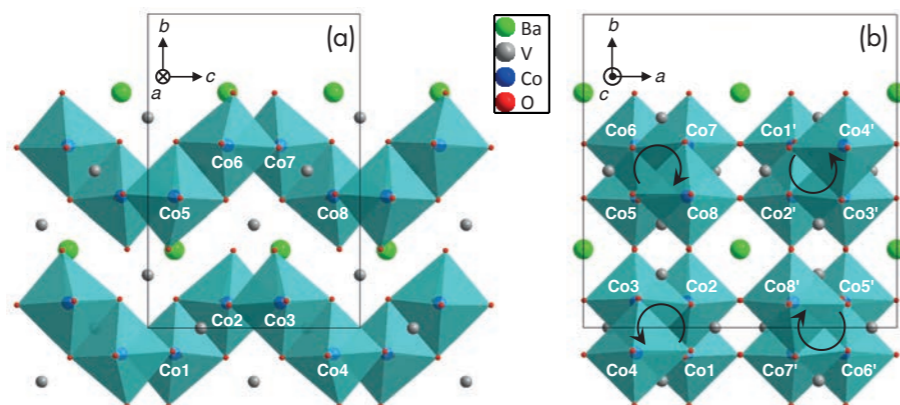 (a)
b
c
a
Co6
Co7
Co5
Co8
Co2
Co3
Co1
Co4
Ba
V
Co
O
(b)
b
a
c
Co6 Co7 Co1' Co4'
Co5 Co8 Co2' Co3'
Co3 Co2 Co8' Co5'
Co4 Co1 Co7' Co6'